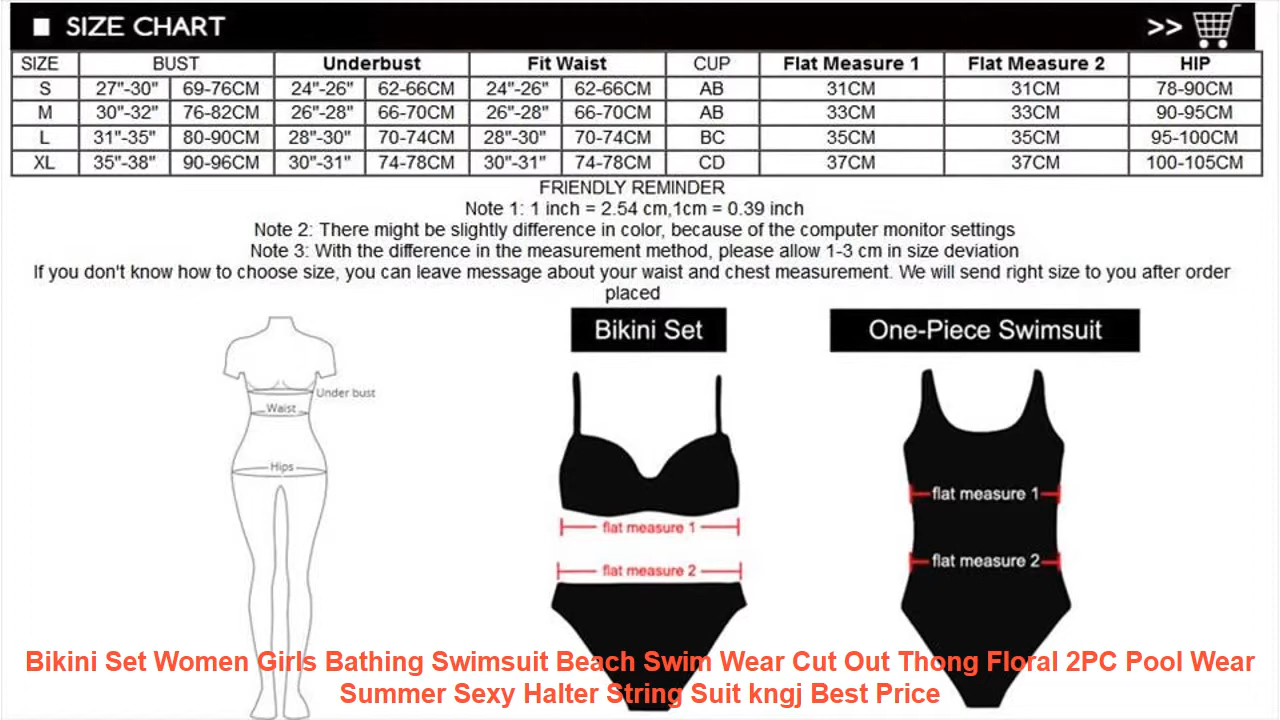 SIZE CHART >>
SIZE BUST Underbust Fit Waist CUP Flat Measure 1 Flat Measure 2 HIP
S 27"-30" 69-76CM 24"-26" 62-66CM 24"-26" 62-66CM AB 31CM 31CM 78-90CM
M 30"-32" 76-82CM 26"-28" 66-70CM 26"-28" 66-70CM AB 33CM 33CM 90-95CM
L 31"-35" 80-90CM 28"-30" 70-74CM 28"-30" 70-74CM BC 35CM 35CM 95-100CM
XL 35"-38" 90-96CM 30"-31" 74-78CM 30"-31" 74-78CM CD 37CM 37CM 100-105CM
FRIENDLY REMINDER
Note 1: 1 inch = 2.54 cm,1cm = 0.39 inch
Note 2: There might be slightly difference in color, because of the computer monitor settings
Note 3: With the difference in the measurement method, please allow 1-3 cm in size deviation
If you don't know how to choose size, you can leave message about your waist and chest measurement. We will send right size to you after order
placed
Bikini Set
One-Piece Swimsuit
Under bust
Waist
Hips
flat measure 1
flat measure 2
flat measure 1
flat measure 2
Bikini Set Women Girls Bathing Swimsuit Beach Swim Wear Cut Out Thong Floral 2PC Pool Wear
Summer Sexy Halter String Suit kngj Best Price